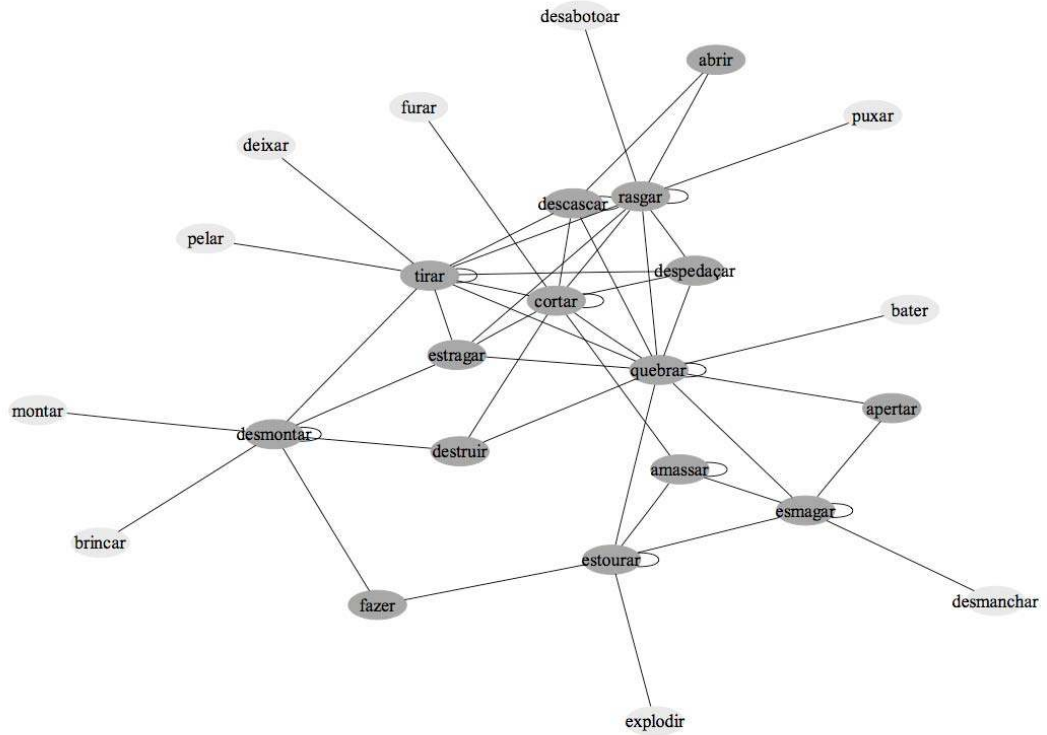 desabotoar
abrir
furar
puxar
deixar
descascar
rasgar
pelar
tirar
despedaçar
cortar
bater
estragar
quebrar
montar
apertar
desmontar
destruir
amassar
esmagar
brincar
estourar
fazer
desmanchar
explodir